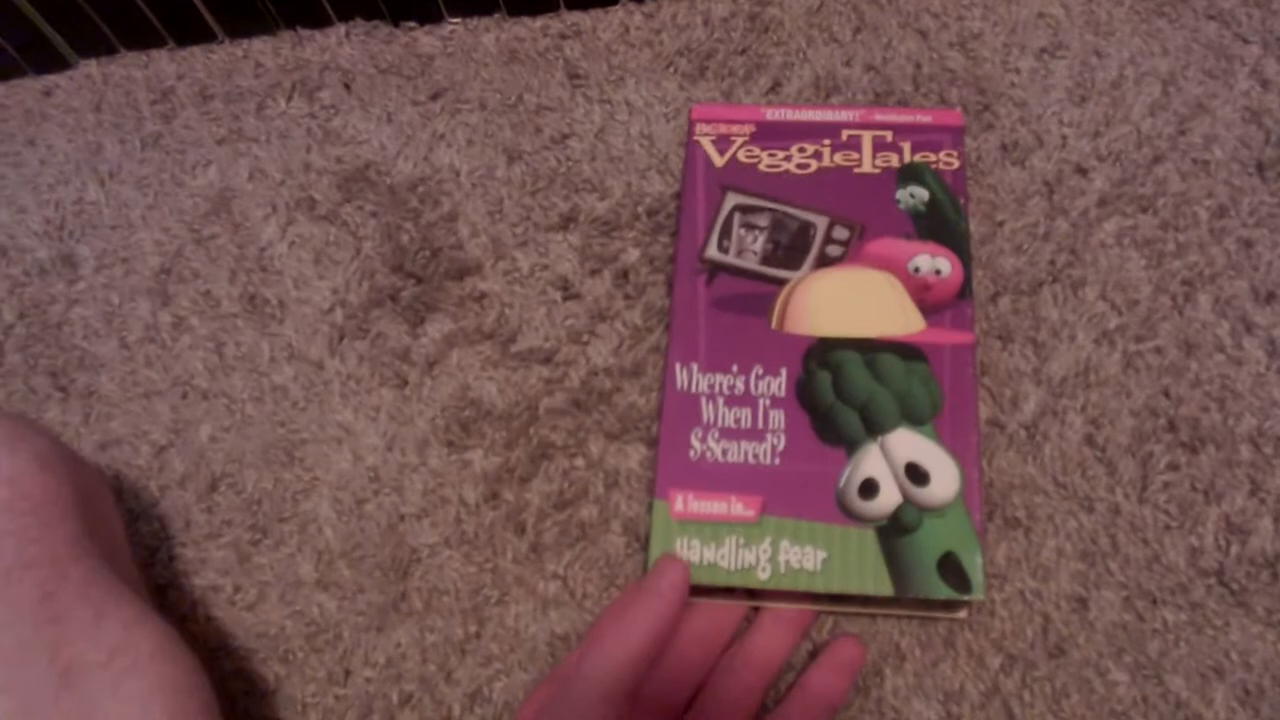 "EXTRAORDINARY!"
VeggieTales
Where's God
When I'm
S-Scared?
A lesson in...
Handling fear